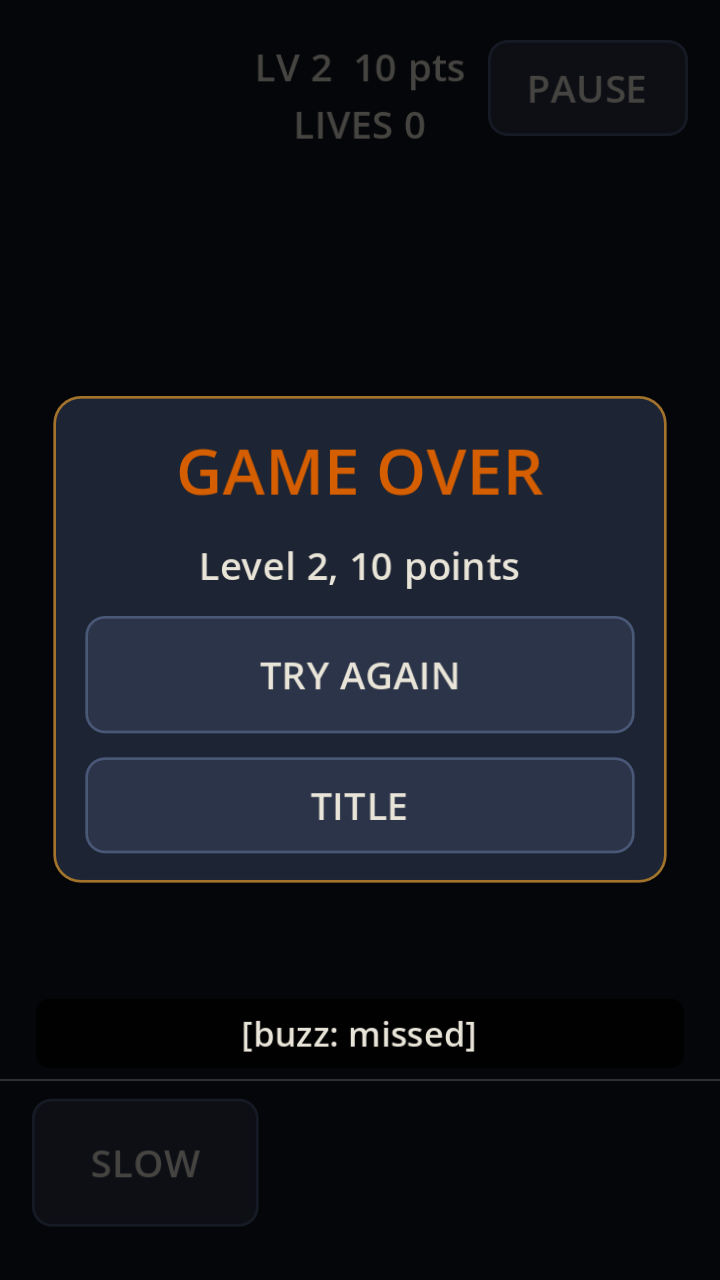 LV 2 10 pts
LIVES 0
PAUSE
GAME OVER
Level 2, 10 points
TRY AGAIN
TITLE
[buzz: missed]
SLOW